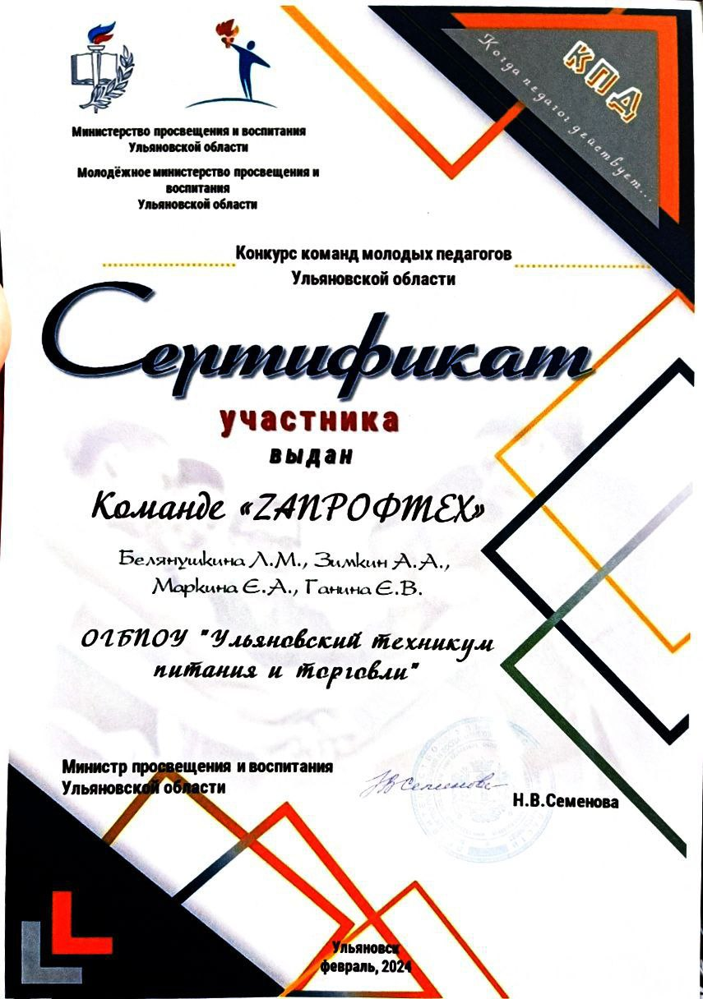 Министерство просвещения и воспитания
Ульяновской области
Молодёжное министерство просвещения и
воспитания
Ульяновской области
КПД
Когда педагог действует...
Конкурс команд молодых педагогов
Ульяновской области
Сертификат
участника
выдан
Команде «ZАПРОФТЕХ»
Белянушкина Л.М., Зимкин А.А.,
Маркина Е.А., Ганина Е.В.
ОГБПОУ "Ульяновский техникум
питания и торговли"
Министр просвещения и воспитания
Ульяновской области
НВСеменова
Н.В.Семенова
Ульяновск
февраль, 2024